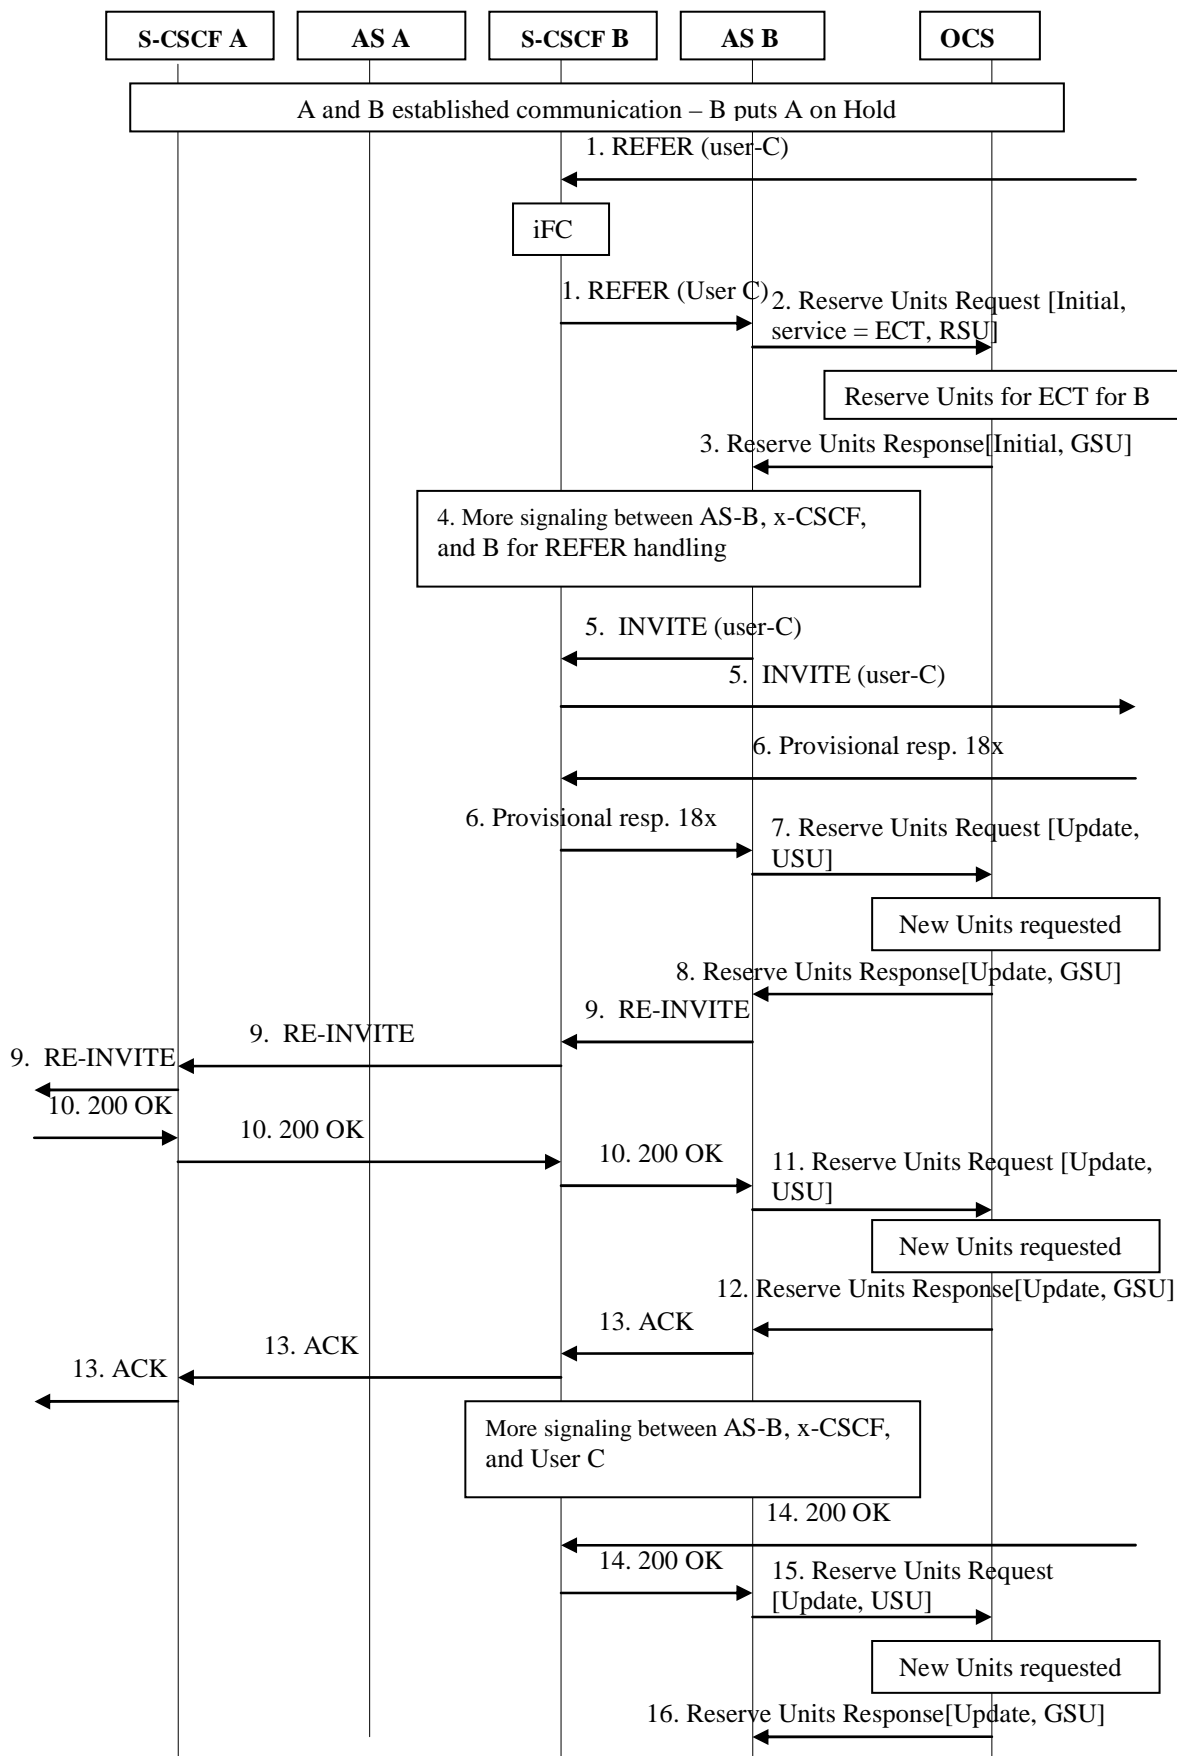 S-CSCF A
AS A
S-CSCF B
AS B
OCS
A and B established communication – B puts A on Hold
1. REFER (user-C)
iFC
1. REFER (User C)
2. Reserve Units Request [Initial,
service = ECT, RSU]
Reserve Units for ECT for B
3. Reserve Units Response[Initial, GSU]
4. More signaling between AS-B, x-CSCF,
and B for REFER handling
5. INVITE (user-C)
5. INVITE (user-C)
6. Provisional resp. 18x
6. Provisional resp. 18x
7. Reserve Units Request [Update,
USU]
New Units requested
8. Reserve Units Response[Update, GSU]
9. RE-INVITE
9. RE-INVITE
9. RE-INVITE
10. 200 OK
10. 200 OK
10. 200 OK
11. Reserve Units Request [Update,
USU]
New Units requested
12. Reserve Units Response[Update, GSU]
13. ACK
13. ACK
13. ACK
More signaling between AS-B, x-CSCF,
and User C
14. 200 OK
14. 200 OK
15. Reserve Units Request
[Update, USU]
New Units requested
16. Reserve Units Response[Update, GSU]